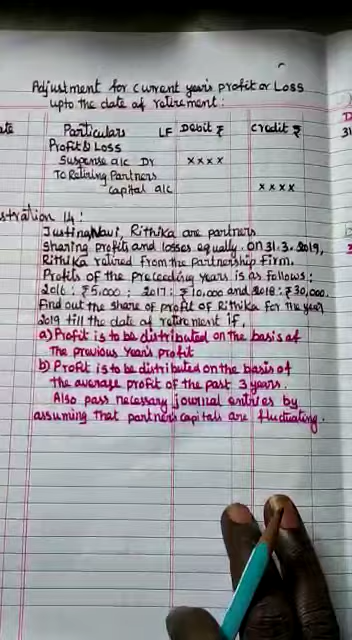 Adjustment for current year's profit or Loss
upto the date of retirement:
ate Particulars LF Debit ₹ Credit ₹
Profit & Loss
Suspense a/c Dr xxxx
To Retiring Partners
Capital a/c xxxx
stration 14:
Justin, Navi, Rithika are partners
sharing profits and losses equally. On 31.3.2019,
Rithika retired from the partnership firm.
Profits of the preceeding years is as follows:
2016: ₹5,000; 2017: ₹10,000 and 2018: ₹30,000.
Find out the share of profit of Rithika for the year
2019 till the date of retirement if,
a) Profit is to be distributed on the basis of
the previous year's profit
b) Profit is to be distributed on the basis of
the average profit of the past 3 years.
Also pass necessary journal entries by
assuming that partners capitals are fluctuating.